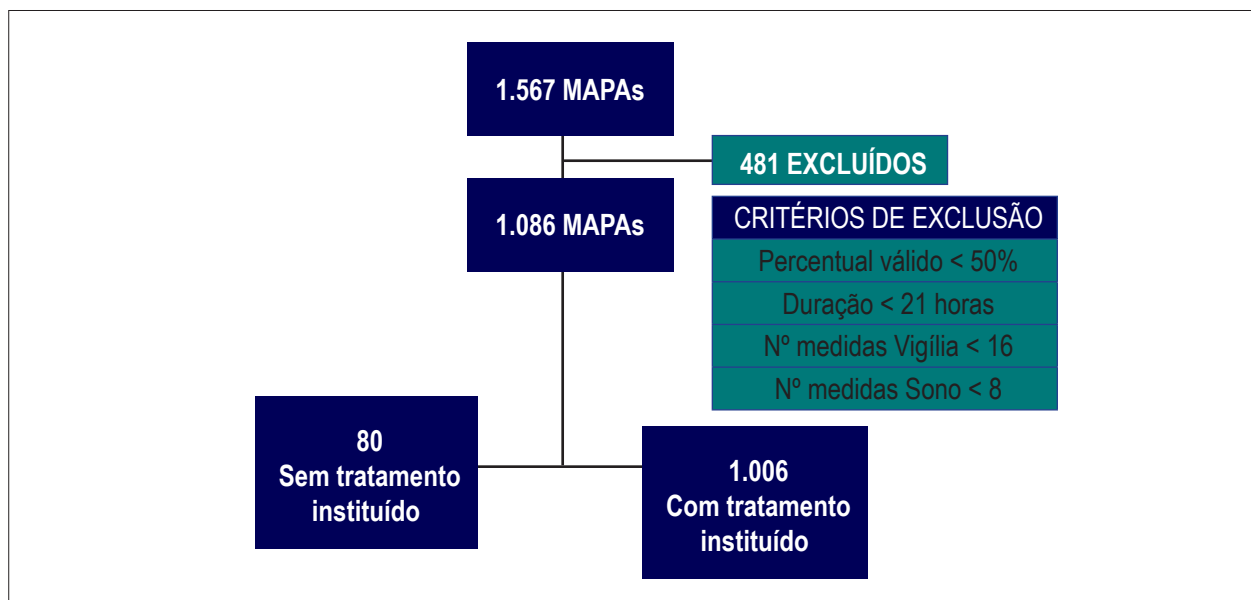 1.567 MAPAs
481 EXCLUÍDOS
1.086 MAPAs
CRITÉRIOS DE EXCLUSÃO
Percentual válido < 50%
Duração < 21 horas
Nº medidas Vigília < 16
Nº medidas Sono < 8
80
Sem tratamento
instituído
1.006
Com tratamento
instituído